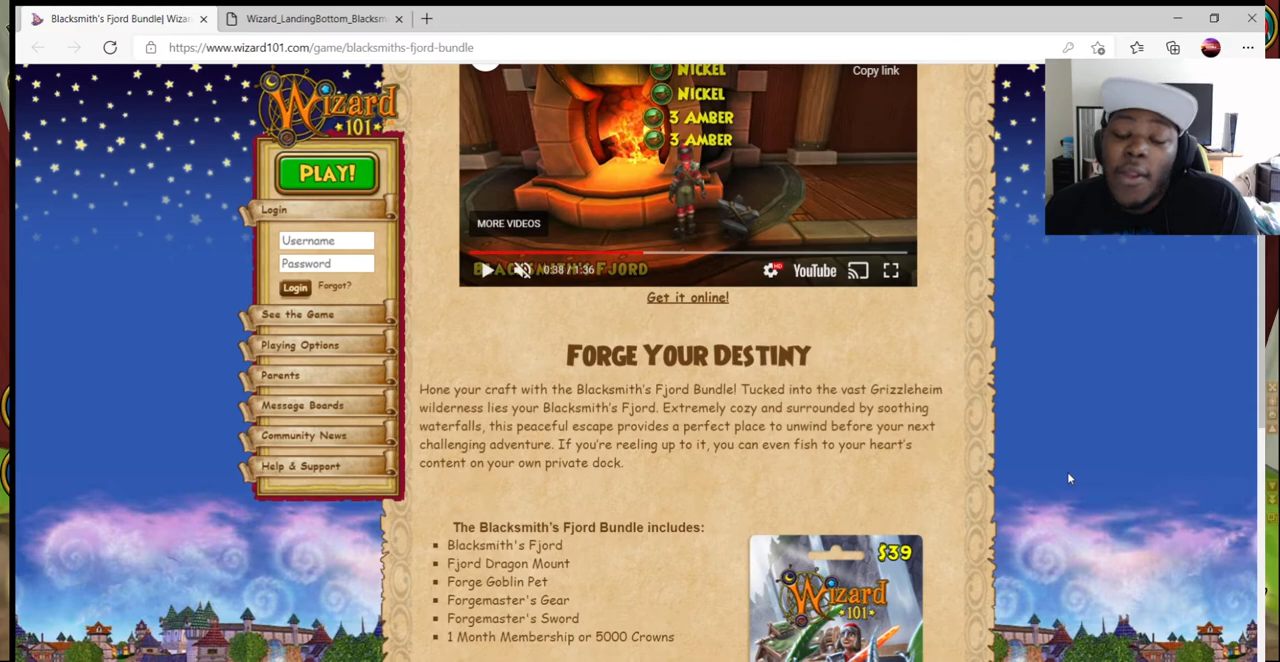 Blacksmith's Fjord Bundle| Wizar
Wizard_LandingBottom_Blacksm
https://www.wizard101.com/game/blacksmiths-fjord-bundle
Wizard
101
PLAY!
Login
Username
Password
Login Forgot?
See the Game
Playing Options
Parents
Message Boards
Community News
Help & Support
NICKEL
NICKEL
3 AMBER
3 AMBER
Copy link
MORE VIDEOS
BLACKSMITH'S FJORD
0:38 / 1:36
HD
YouTube
Get it online!
FORGE YOUR DESTINY
Hone your craft with the Blacksmith's Fjord Bundle! Tucked into the vast Grizzleheim
wilderness lies your Blacksmith's Fjord. Extremely cozy and surrounded by soothing
waterfalls, this peaceful escape provides a perfect place to unwind before your next
challenging adventure. If you're reeling up to it, you can even fish to your heart's
content on your own private dock.
The Blacksmith's Fjord Bundle includes:
Blacksmith's Fjord
Fjord Dragon Mount
Forge Goblin Pet
Forgemaster's Gear
Forgemaster's Sword
1 Month Membership or 5000 Crowns
$39
Wizard
101